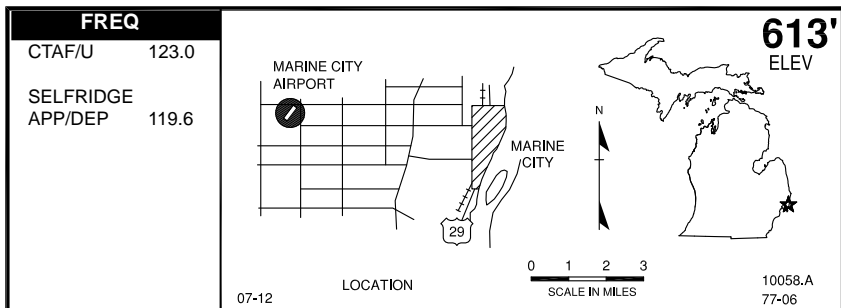 FREQ
CTAF/U 123.0
SELFRIDGE
APP/DEP 119.6
MARINE CITY
AIRPORT
MARINE
CITY
29
N
613'
ELEV
0 1 2 3
SCALE IN MILES
LOCATION
07-12
10058.A
77-06